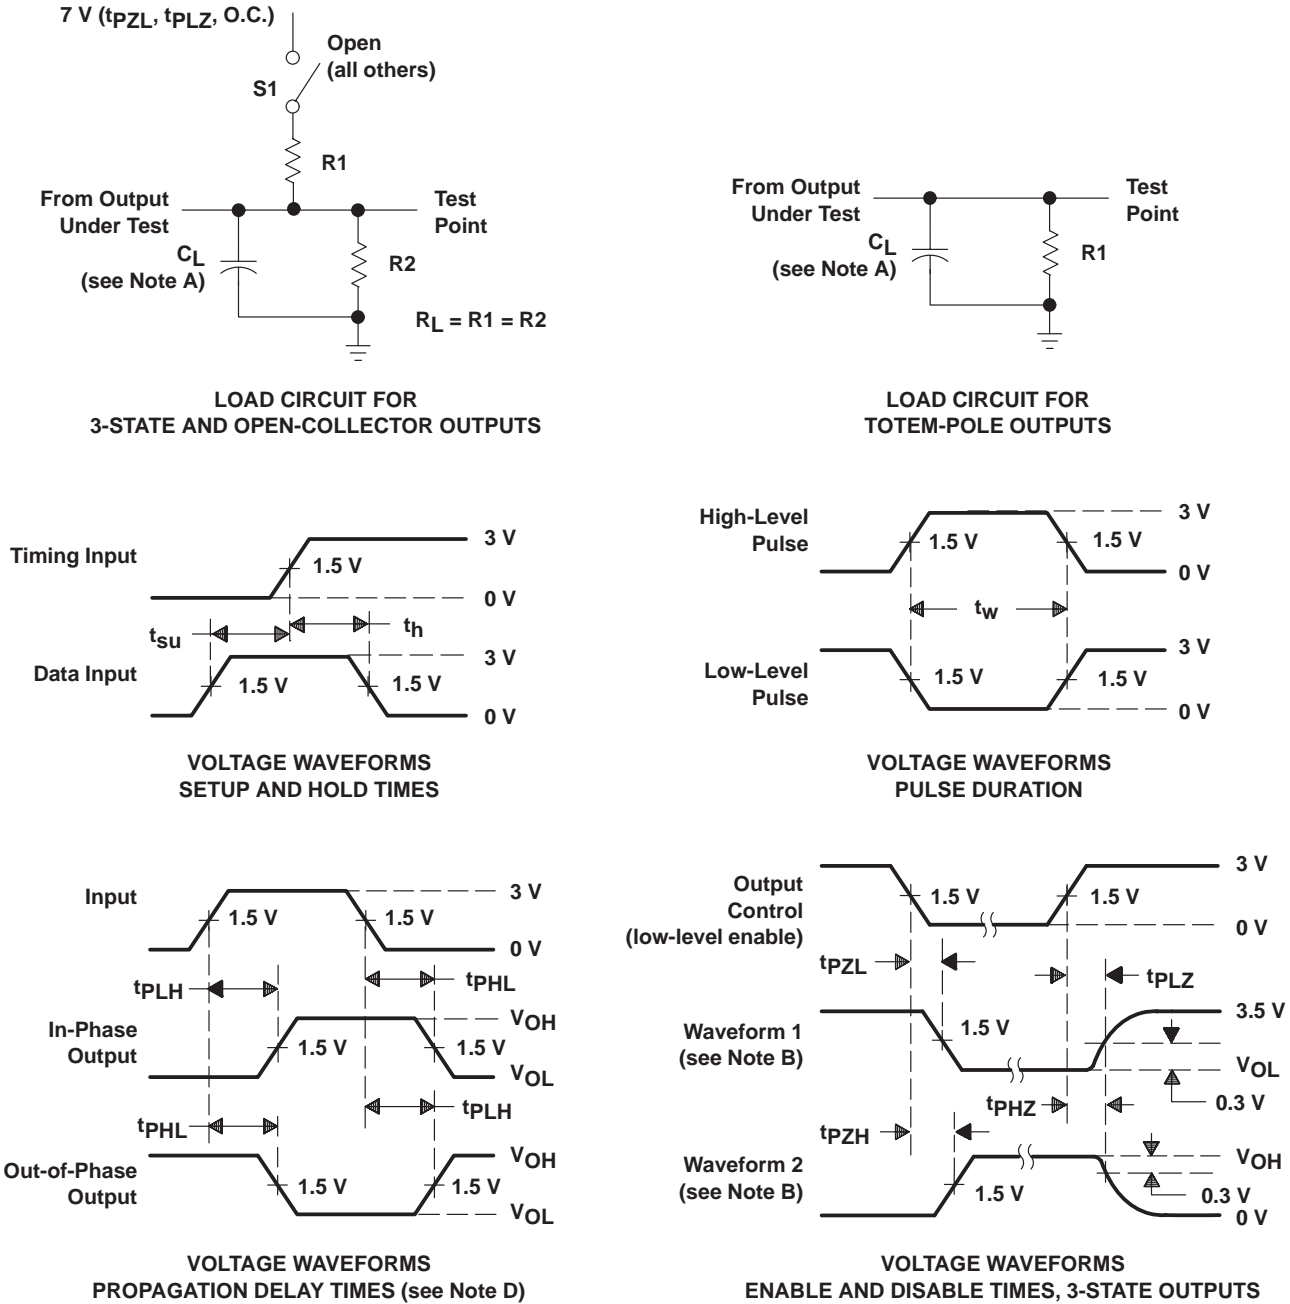 7 V (tPZL, tPLZ, O.C.)
Open
(all others)
S1
R1
From Output
Under Test
Test
Point
CL
(see Note A)
R2
RL = R1 = R2
LOAD CIRCUIT FOR
3-STATE AND OPEN-COLLECTOR OUTPUTS
From Output
Under Test
Test
Point
CL
(see Note A)
R1
LOAD CIRCUIT FOR
TOTEM-POLE OUTPUTS
Timing Input
1.5 V
3 V
0 V
tsu
th
Data Input
1.5 V
1.5 V
3 V
0 V
VOLTAGE WAVEFORMS
SETUP AND HOLD TIMES
High-Level
Pulse
1.5 V
1.5 V
3 V
0 V
tw
Low-Level
Pulse
1.5 V
1.5 V
3 V
0 V
VOLTAGE WAVEFORMS
PULSE DURATION
Input
1.5 V
1.5 V
3 V
0 V
tPLH
tPHL
In-Phase
Output
1.5 V
1.5 V
VOH
VOL
tPHL
tPLH
Out-of-Phase
Output
1.5 V
1.5 V
VOH
VOL
VOLTAGE WAVEFORMS
PROPAGATION DELAY TIMES (see Note D)
Output
Control
(low-level enable)
1.5 V
1.5 V
3 V
0 V
tPZL
tPLZ
Waveform 1
(see Note B)
1.5 V
3.5 V
VOL
0.3 V
tPHZ
tPZH
Waveform 2
(see Note B)
1.5 V
VOH
0.3 V
0 V
VOLTAGE WAVEFORMS
ENABLE AND DISABLE TIMES, 3-STATE OUTPUTS